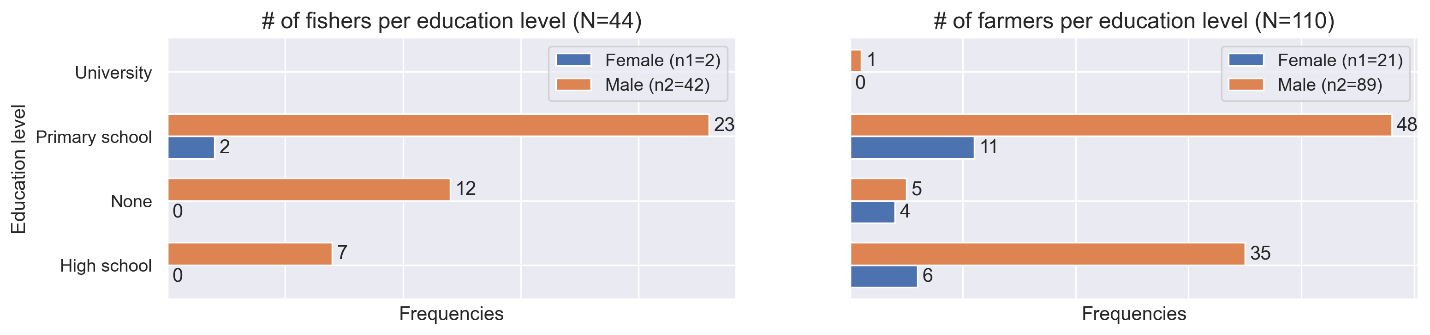 # of fishers per education level (N=44)
Female (n1=2)
Male (n2=42)
Education level
University
Primary school
23
2
None
12
0
High school
7
0
Frequencies
# of farmers per education level (N=110)
Female (n1=21)
Male (n2=89)
1
0
48
11
5
4
35
6
Frequencies